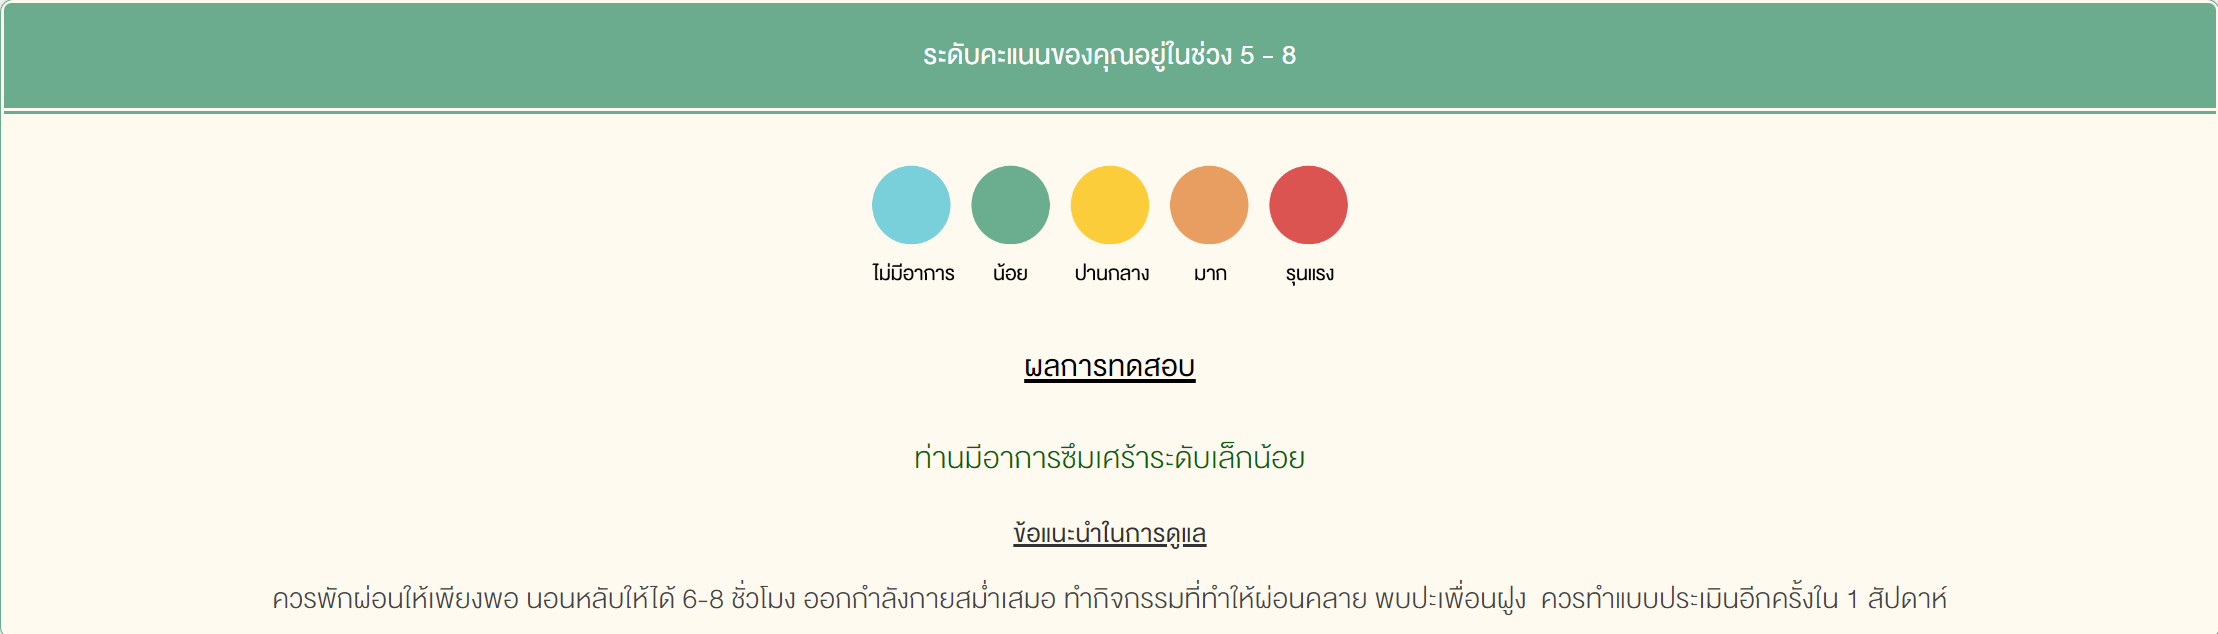 ระดับคะแนนของคุณอยู่ในช่วง 5 - 8
ไม่มีอาการ น้อย ปานกลาง มาก รุนแรง
ผลการทดสอบ
ท่านมีอาการซึมเศร้าระดับเล็กน้อย
ข้อแนะนำในการดูแล
ควรพักผ่อนให้เพียงพอ นอนหลับให้ได้ 6-8 ชั่วโมง ออกกำลังกายสม่ำเสมอ ทำกิจกรรมที่ทำให้ผ่อนคลาย พบปะเพื่อนฝูง ควรทำแบบประเมินอีกครั้งใน 1 สัปดาห์